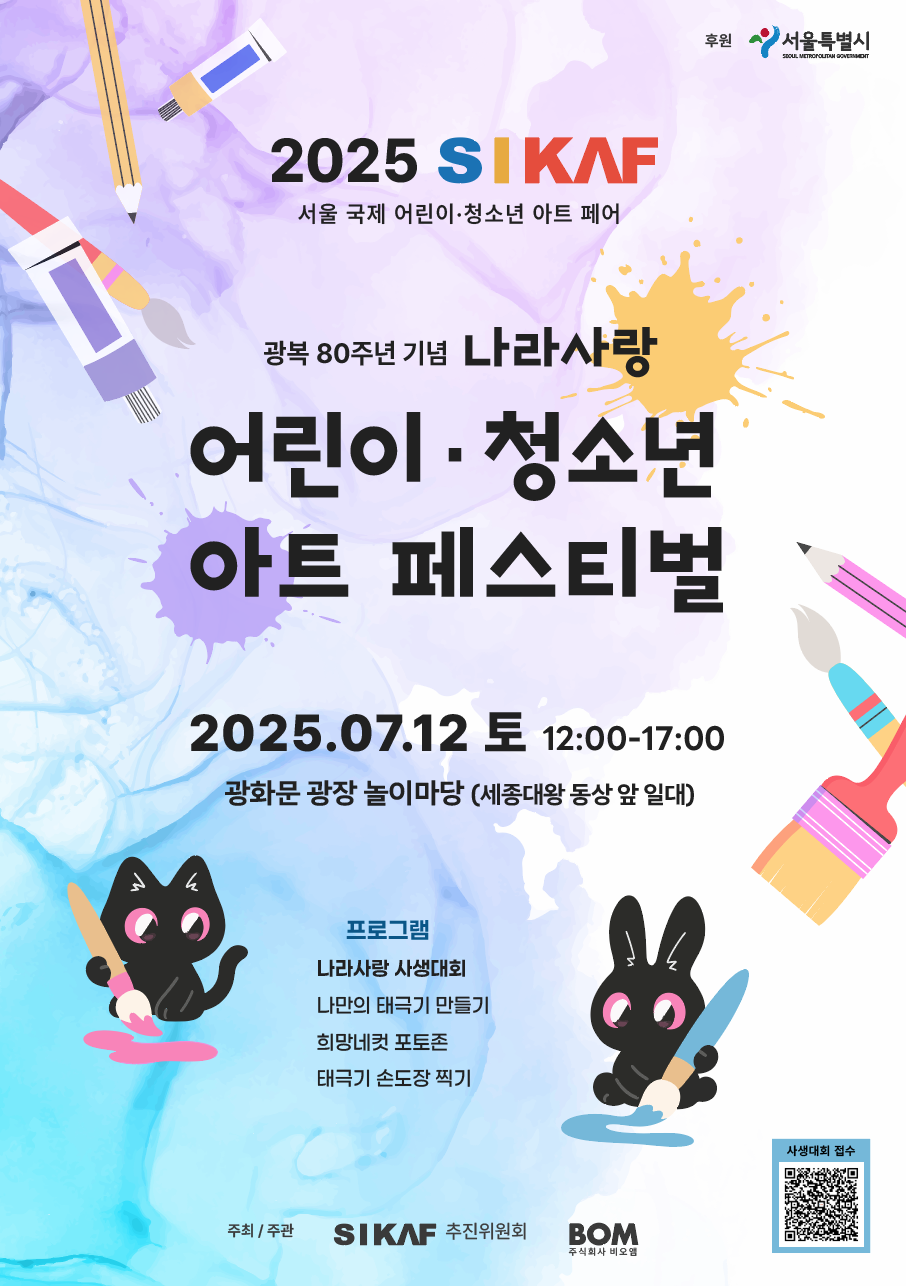 후원 서울특별시
SEOUL METROPOLITAN GOVERNMENT
2025 SIKAF
서울 국제 어린이·청소년 아트 페어
광복 80주년 기념 나라사랑
어린이·청소년
아트 페스티벌
2025.07.12 토 12:00-17:00
광화문 광장 놀이마당 (세종대왕 동상 앞 일대)
프로그램
나라사랑 사생대회
나만의 태극기 만들기
희망네컷 포토존
태극기 손도장 찍기
사생대회 접수
주최 / 주관 SIKAF 추진위원회 BOM
주식회사 비오엠